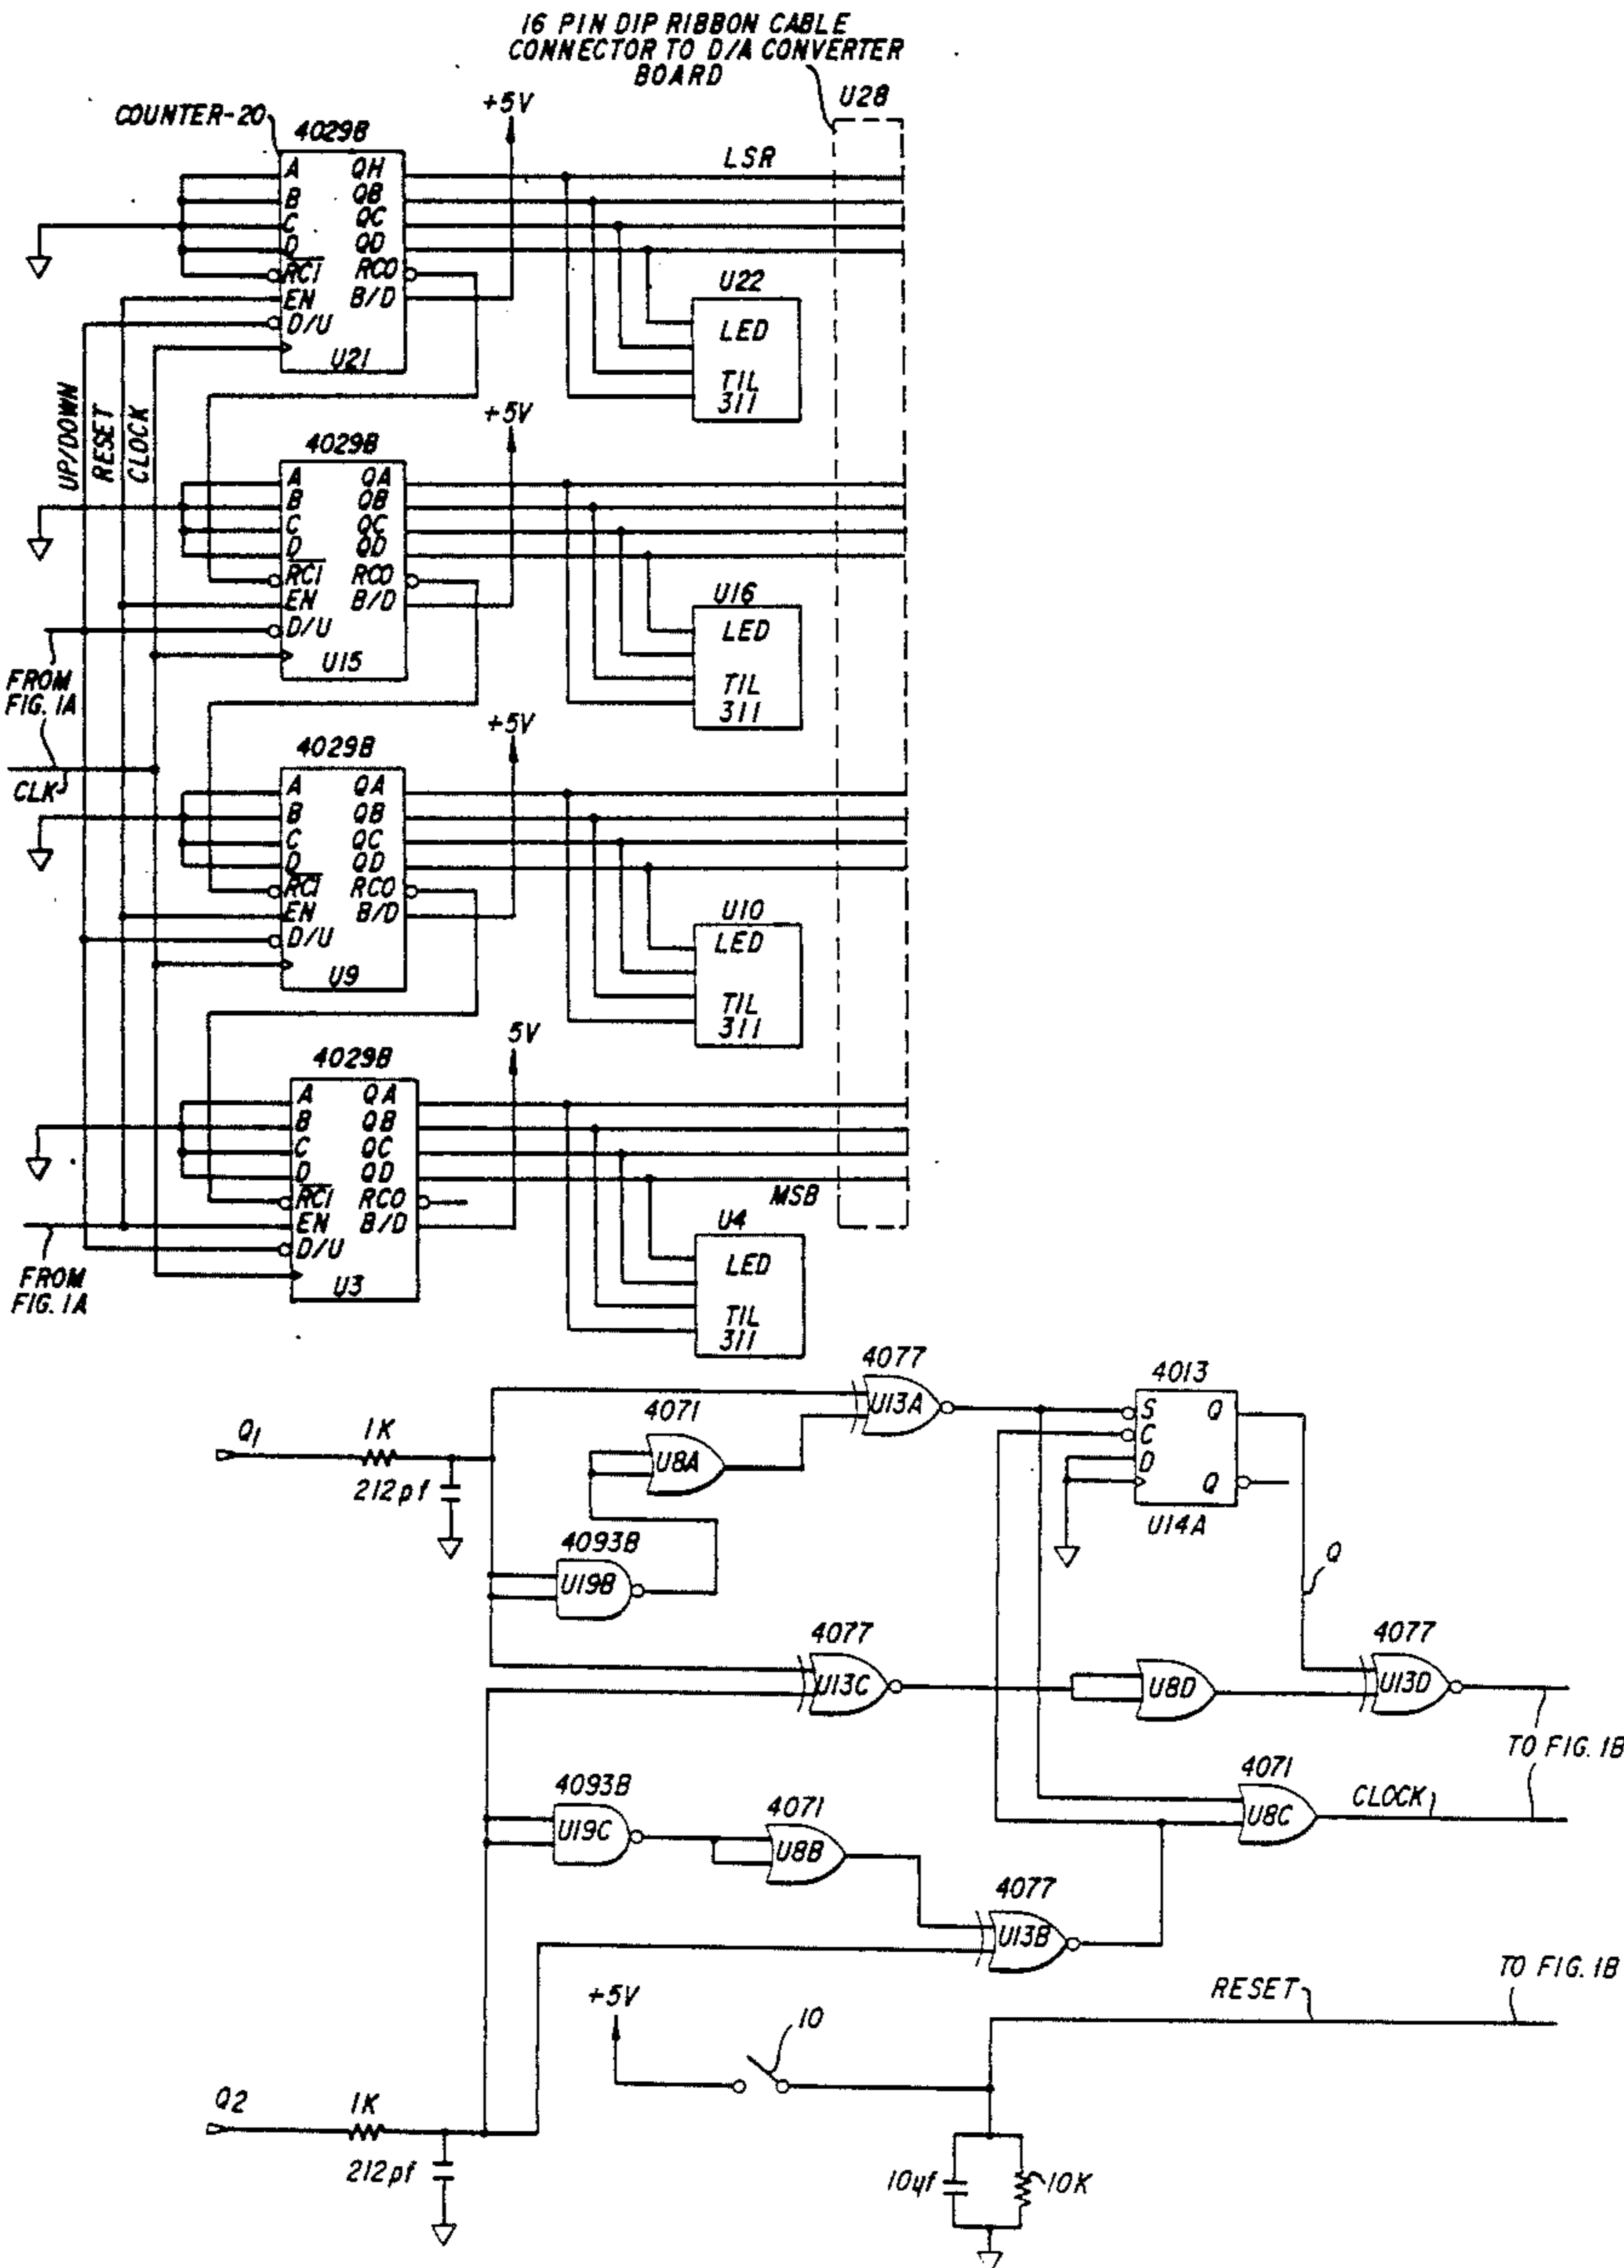 16 PIN DIP RIBBON CABLE
CONNECTOR TO D/A CONVERTER
BOARD
U28
COUNTER-20
4029B
+5V
A QH
B QB
C QC
D QD
RCI RCO
EN B/D
D/U
U21
LSR
U22
LED
TIL
311
UP/DOWN
RESET
CLOCK
4029B
+5V
A QA
B QB
C QC
D QD
RCI RCO
EN B/D
D/U
U15
U16
LED
TIL
311
FROM
FIG. 1A
CLK
4029B
+5V
A QA
B QB
C QC
D QD
RCI RCO
EN B/D
D/U
U9
U10
LED
TIL
311
4029B
5V
A QA
B QB
C QC
D QD
RCI RCO
EN B/D
D/U
U3
MSB
U4
LED
TIL
311
FROM
FIG. 1A
Q1
1K
212pf
4071
U8A
4077
U13A
4013
S Q
C
D
Q
U14A
4093B
U19B
Q
4077
U13C
U8D
4077
U13D
TO FIG. 1B
4093B
U19C
4071
U8B
4071
U8C
CLOCK
4077
U13B
+5V
10
RESET
TO FIG. 1B
Q2
1K
212pf
10uf
10K